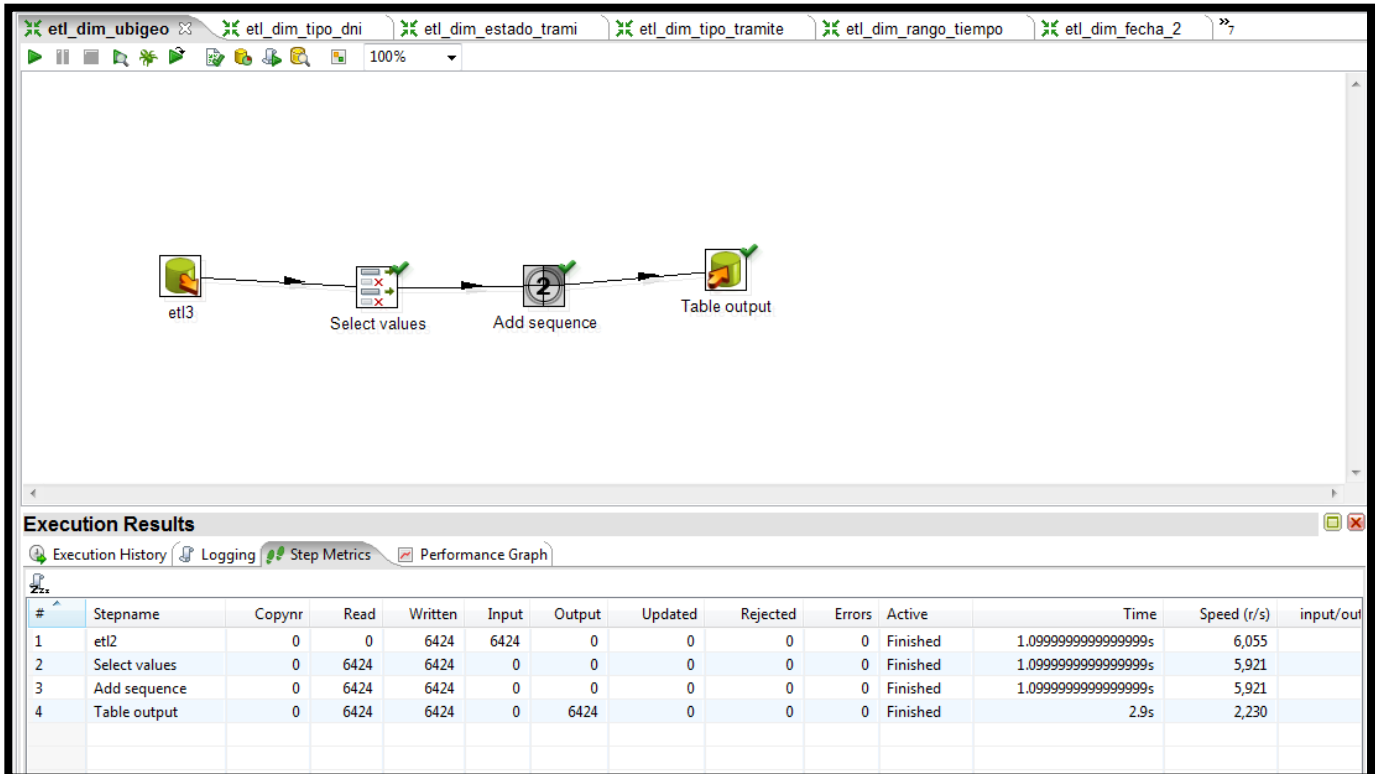 etl_dim_ubigeo etl_dim_tipo_dni etl_dim_estado_trami etl_dim_tipo_tramite etl_dim_rango_tiempo etl_dim_fecha_2 »7
100%
etl3
Select values
2
Add sequence
Table output
Execution Results
Execution History Logging Step Metrics Performance Graph
# Stepname Copynr Read Written Input Output Updated Rejected Errors Active Time Speed (r/s) input/out
1 etl2 0 0 6424 6424 0 0 0 0 Finished 1.0999999999999999s 6,055
2 Select values 0 6424 6424 0 0 0 0 0 Finished 1.0999999999999999s 5,921
3 Add sequence 0 6424 6424 0 0 0 0 0 Finished 1.0999999999999999s 5,921
4 Table output 0 6424 6424 0 6424 0 0 0 Finished 2.9s 2,230